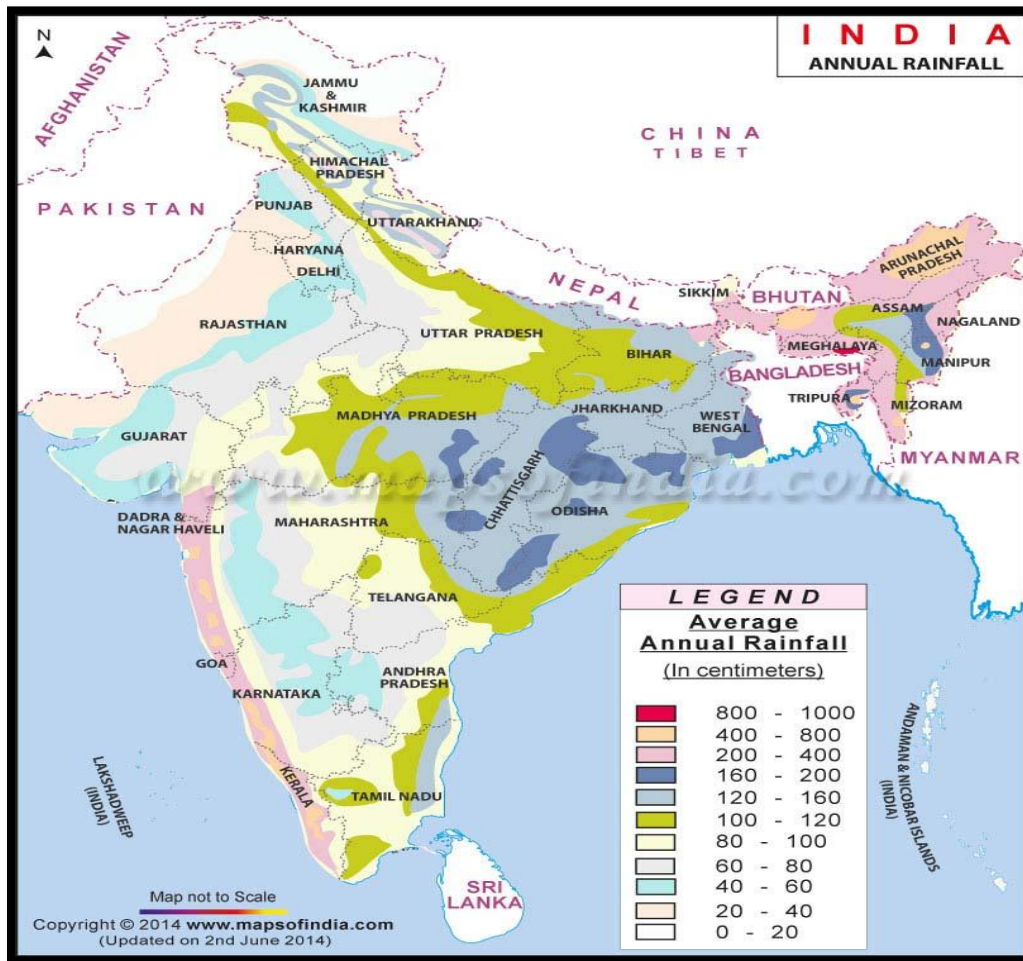 I N D I A
ANNUAL RAINFALL
N
AFGHANISTAN
JAMMU
&
KASHMIR
CHINA
TIBET
HIMACHAL
PRADESH
PAKISTAN
PUNJAB
UTTARAKHAND
HARYANA
DELHI
NEPAL
ARUNACHAL
PRADESH
SIKKIM
BHUTAN
ASSAM
NAGALAND
RAJASTHAN
UTTAR PRADESH
BIHAR
MEGHALAYA
MANIPUR
BANGLADESH
TRIPURA
MIZORAM
MYANMAR
GUJARAT
MADHYA PRADESH
JHARKHAND
WEST
BENGAL
www.mapsofindia.com
CHHATTISGARH
ODISHA
DADRA &
NAGAR HAVELI
MAHARASHTRA
TELANGANA
GOA
KARNATAKA
ANDHRA
PRADESH
LAKSHADWEEP
(INDIA)
KERALA
TAMIL NADU
SRI
LANKA
ANDAMAN & NICOBAR ISLANDS
(INDIA)
LEGEND
Average
Annual Rainfall
(In centimeters)
800 - 1000
400 - 800
200 - 400
160 - 200
120 - 160
100 - 120
80 - 100
60 - 80
40 - 60
20 - 40
0 - 20
Map not to Scale
Copyright © 2014 www.mapsofindia.com
(Updated on 2nd June 2014)